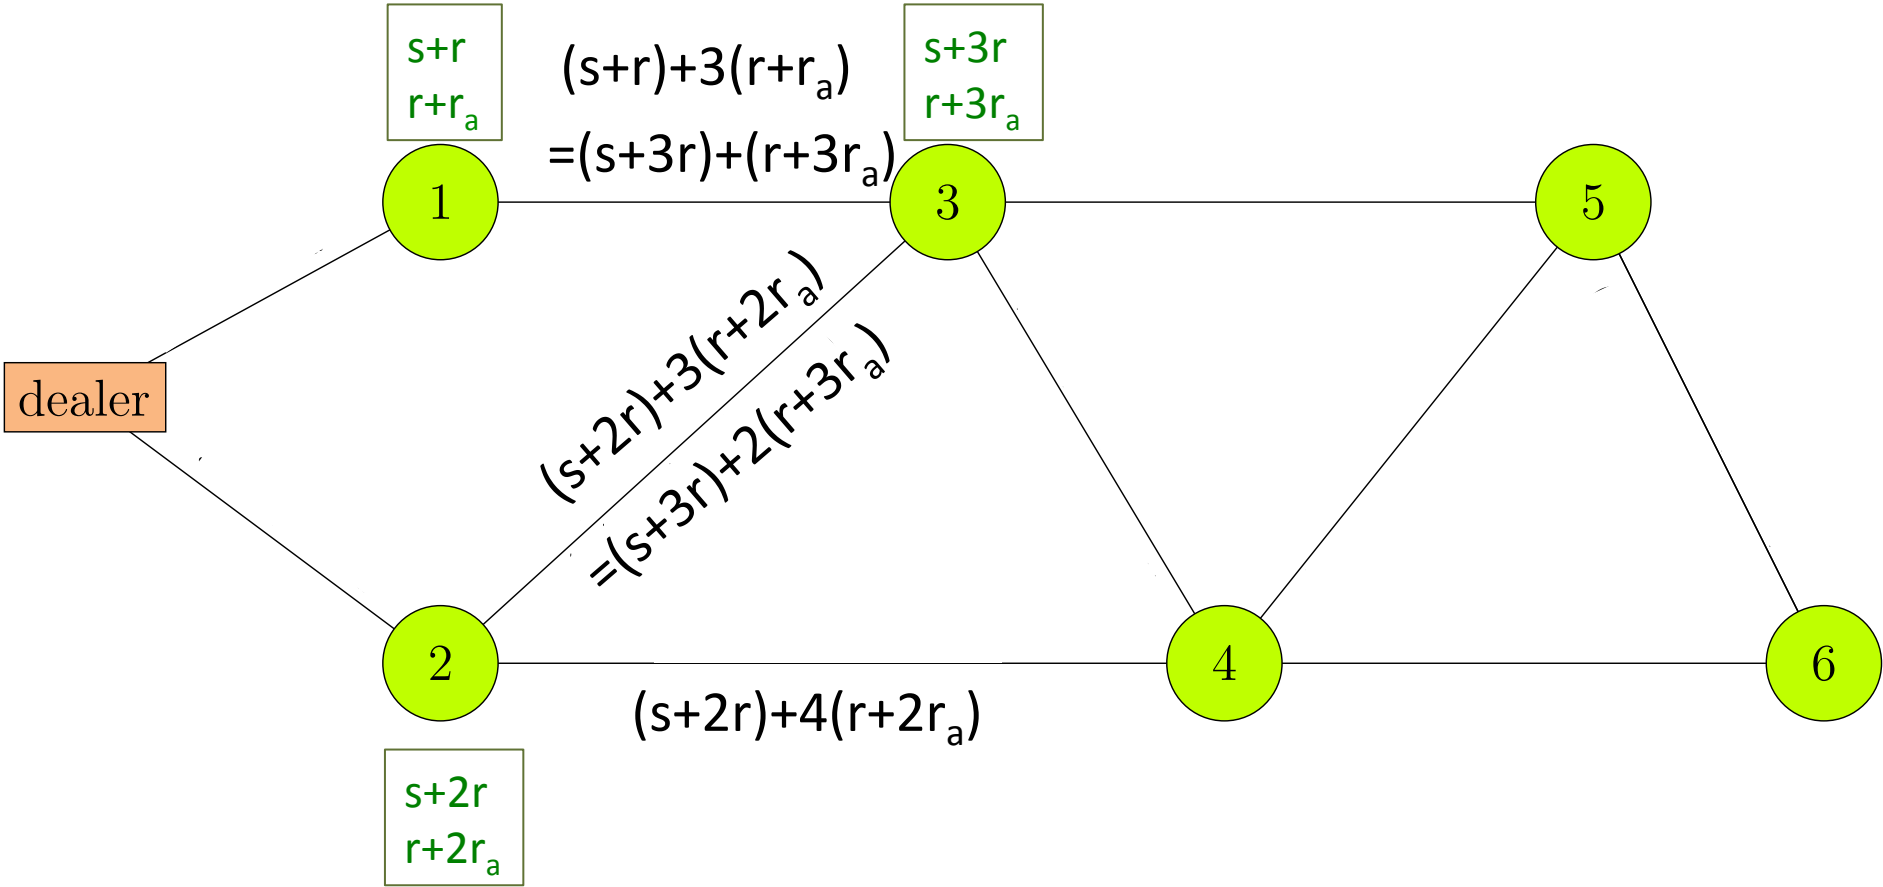 s+r
r+rₐ
(s+r)+3(r+rₐ)
=(s+3r)+(r+3rₐ)
s+3r
r+3rₐ
1
3
5
(s+2r)+3(r+2rₐ)
=(s+3r)+2(r+3rₐ)
dealer
2
4
6
(s+2r)+4(r+2rₐ)
s+2r
r+2rₐ